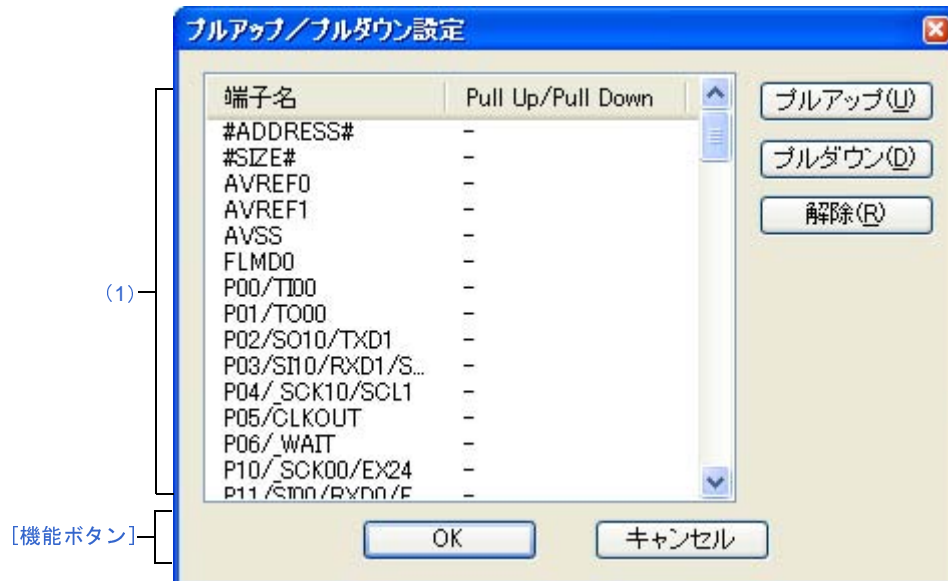 プルアップ／プルダウン設定
端子名 Pull Up/Pull Down
#ADDRESS# -
#SIZE# -
AVREF0 -
AVREF1 -
AVSS -
FLMD0 -
P00/TI00 -
P01/TO00 -
P02/SO10/TXD1 -
P03/SI10/RXD1/S... -
P04/_SCK10/SCL1 -
P05/CLKOUT -
P06/_WAIT -
P10/_SCK00/EX24 -
P11/SI00/RXD0/E -
プルアップ(U)
プルダウン(D)
解除(R)
(1)
[機能ボタン]
OK キャンセル